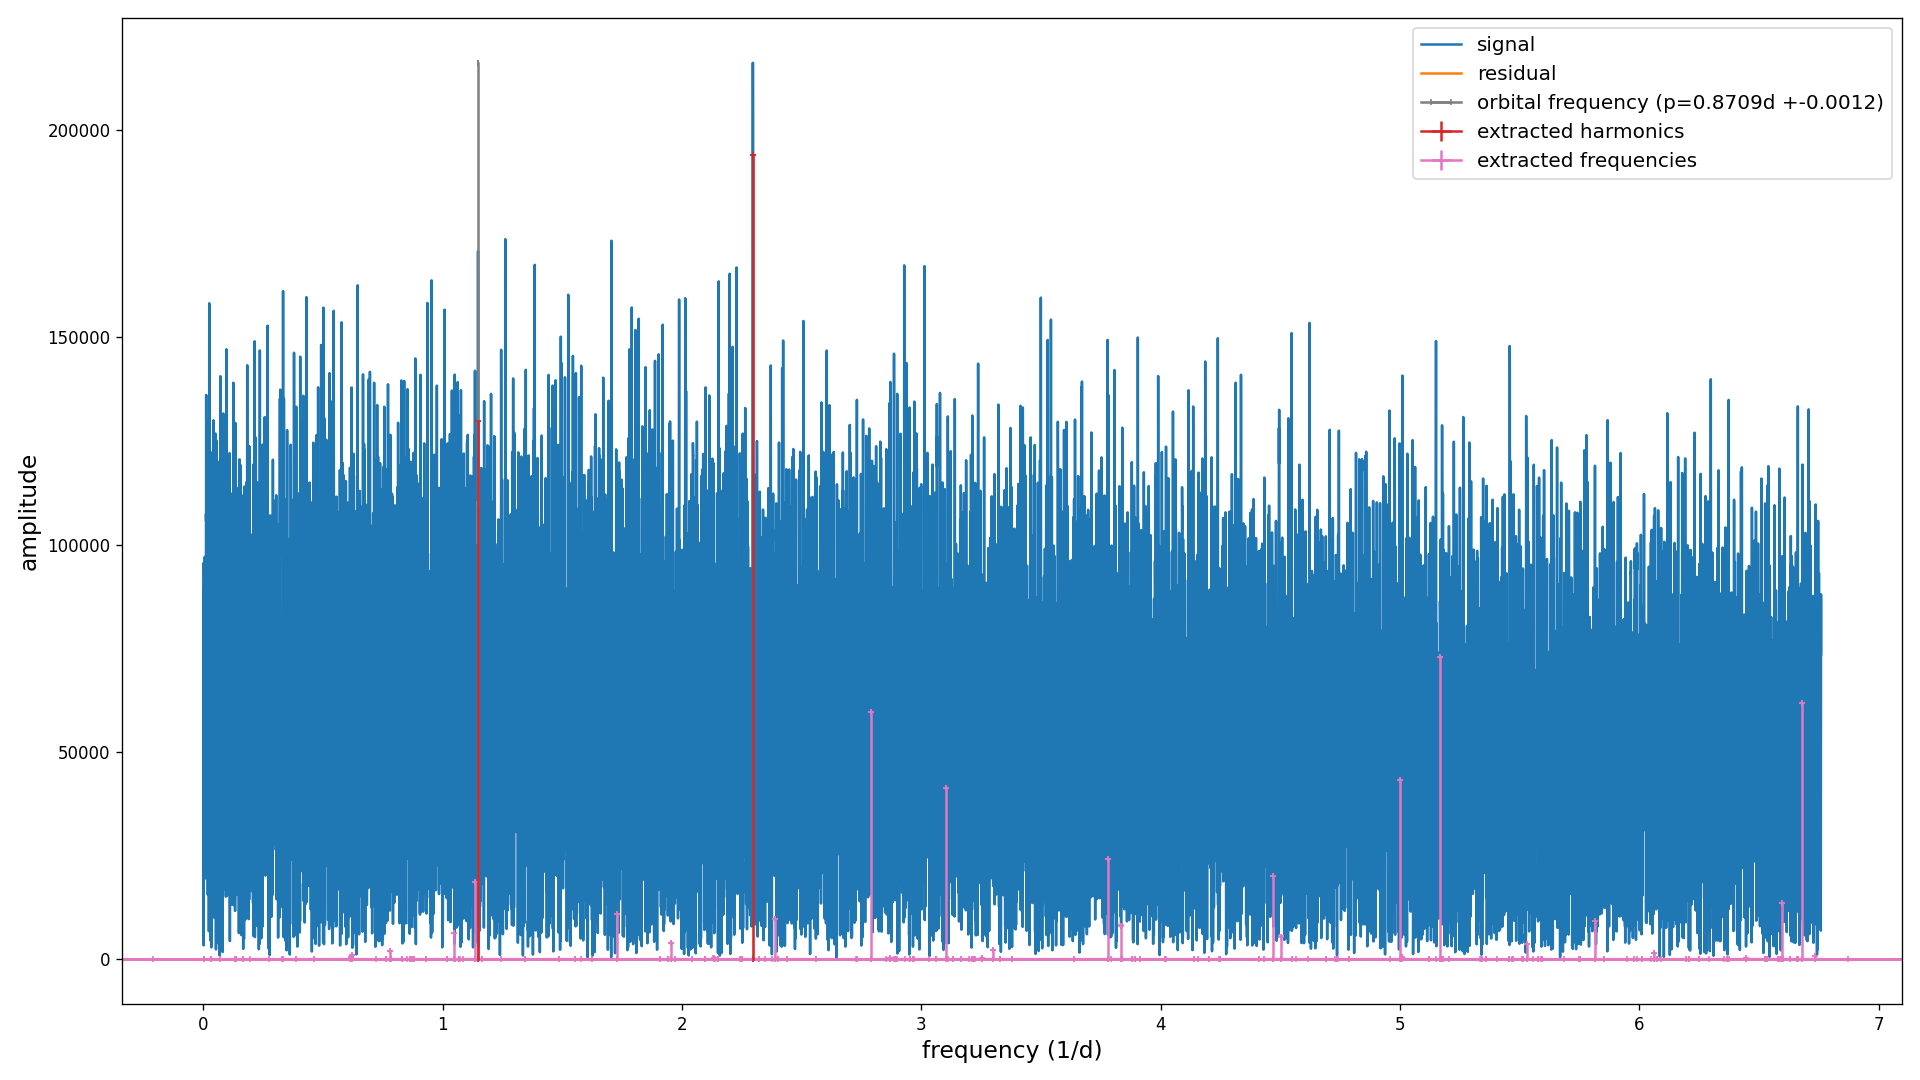 signal
residual
orbital frequency (p=0.8709d +-0.0012)
extracted harmonics
extracted frequencies
200000
150000
100000
50000
0
amplitude
0 1 2 3 4 5 6 7
frequency (1/d)